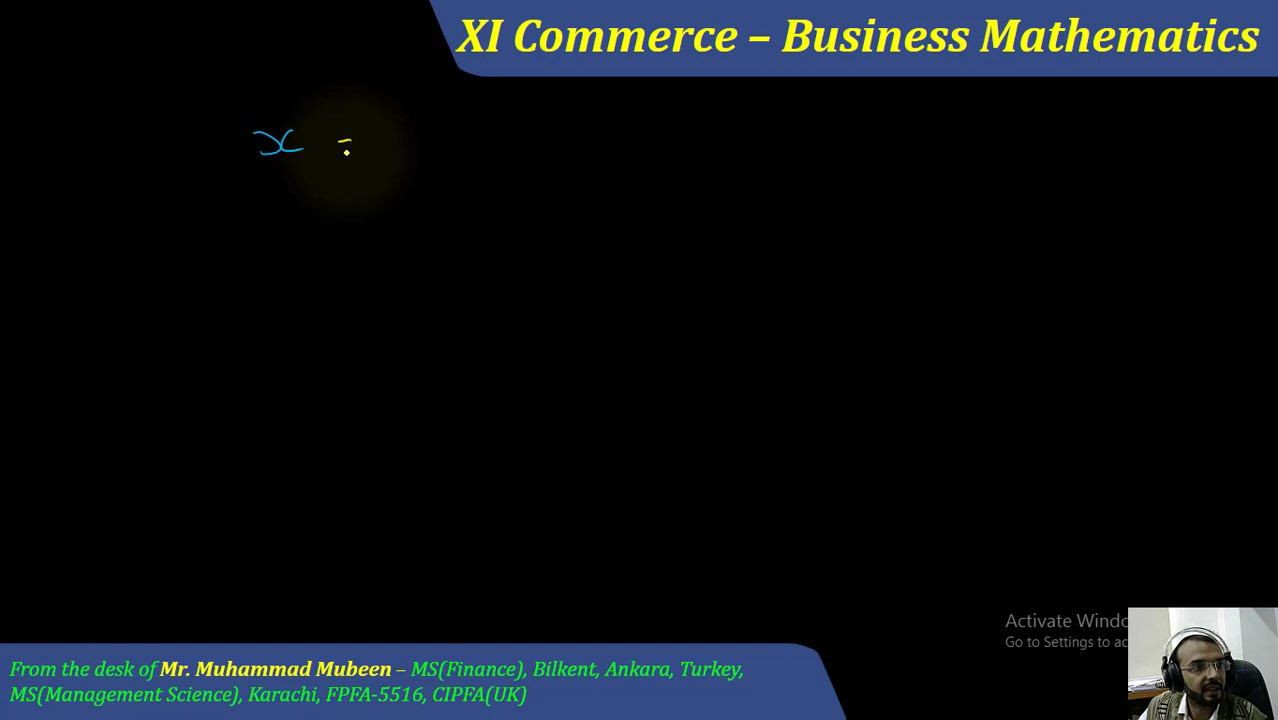 XI Commerce – Business Mathematics
x =
Activate Windo
Go to Settings to ac
From the desk of Mr. Muhammad Mubeen – MS(Finance), Bilkent, Ankara, Turkey,
MS(Management Science), Karachi, FPFA-5516, CIPFA(UK)